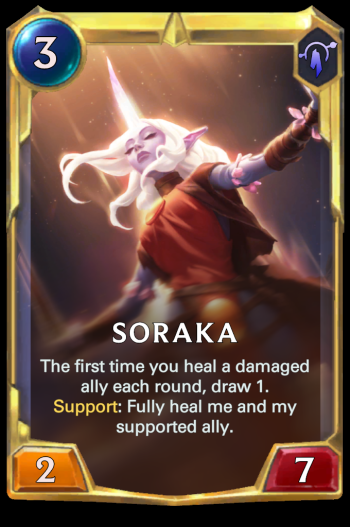 3
SORAKA
The first time you heal a damaged
ally each round, draw 1.
Support: Fully heal me and my
supported ally.
2
7